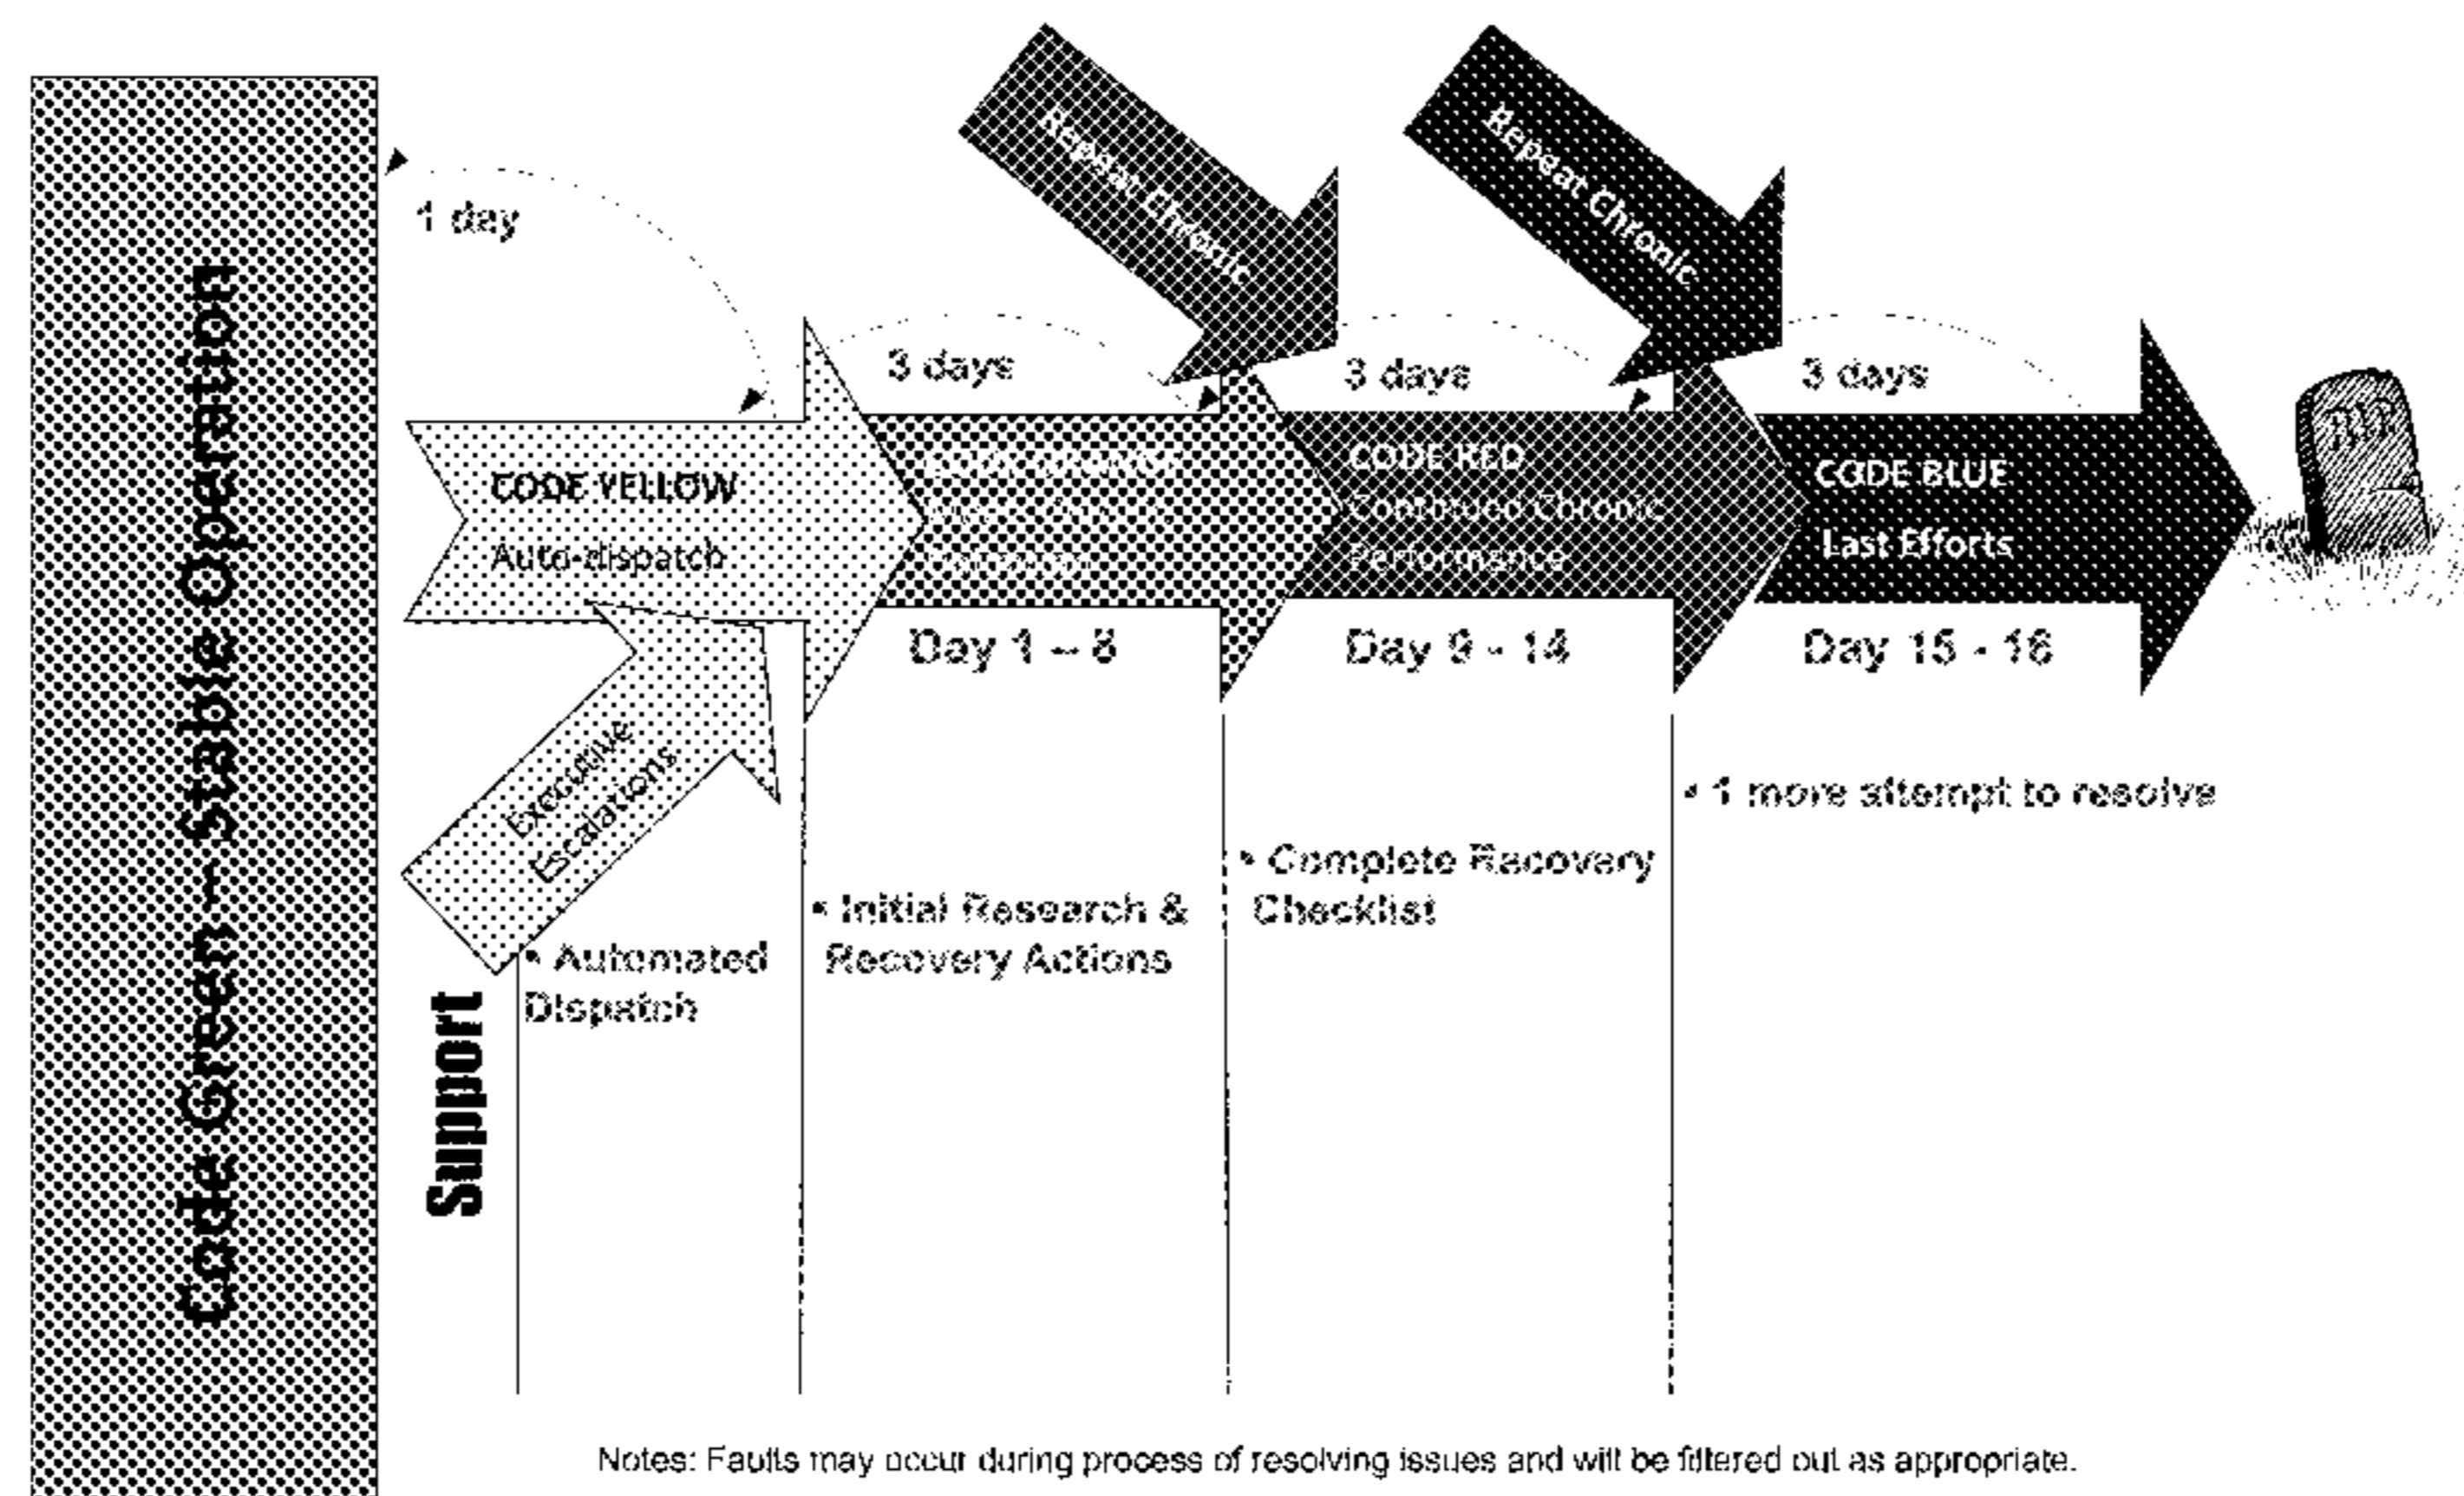 Code Green – Stable Operation
1 day
3 days
3 days
3 days
Repeat Chronic
Repeat Chronic
CODE YELLOW
Auto-dispatch
CODE RED
Continued Chronic
Performance
CODE BLUE
Last Efforts
RIP
Day 1 – 8
Day 9 - 14
Day 15 - 16
Executive
Escalations
Support
• Automated
Dispatch
• Initial Research &
Recovery Actions
• Complete Recovery
Checklist
• 1 more attempt to resolve
Notes: Faults may occur during process of resolving issues and will be filtered out as appropriate.